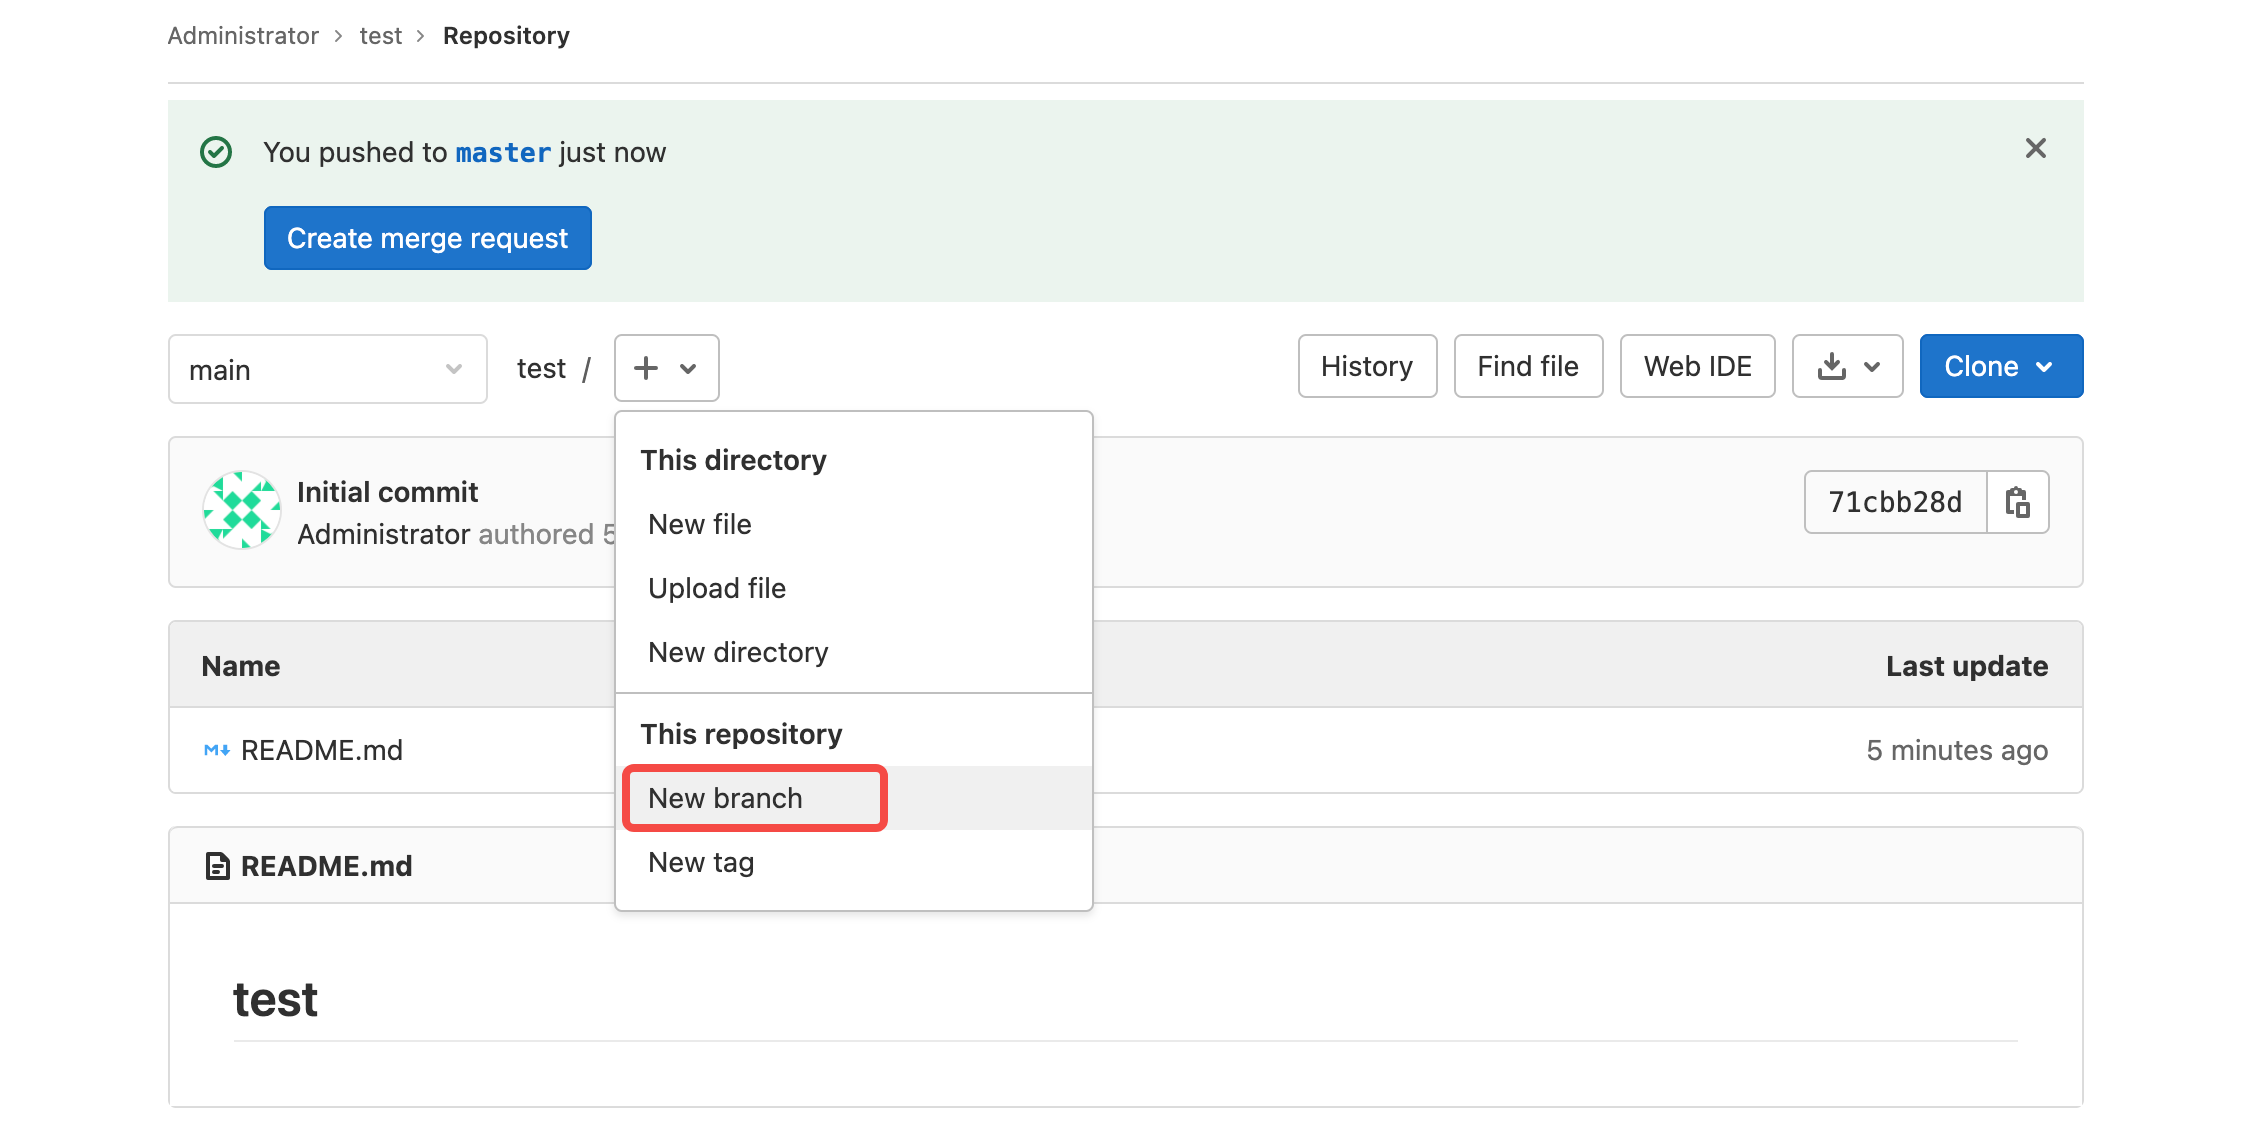 Administrator > test > Repository
You pushed to master just now
Create merge request
main
test /
History
Find file
Web IDE
Clone
This directory
New file
Upload file
New directory
This repository
New branch
New tag
Initial commit
Administrator authored 5
71cbb28d
Name
Last update
README.md
5 minutes ago
README.md
test